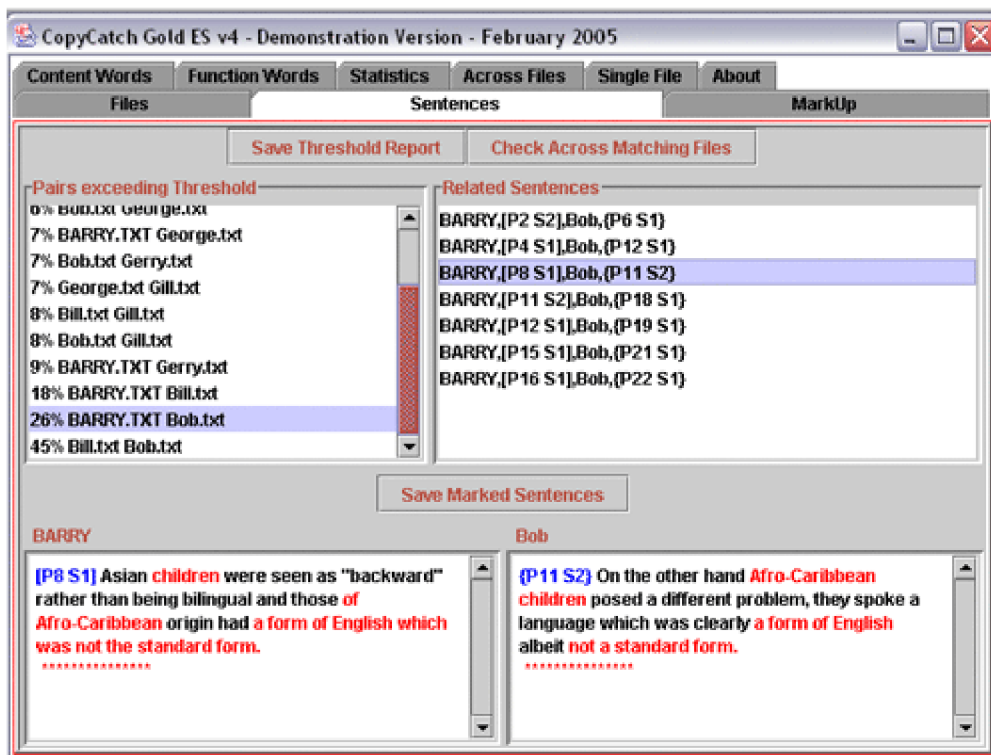 CopyCatch Gold ES v4 - Demonstration Version - February 2005
Content Words Function Words Statistics Across Files Single File About
Files Sentences MarkUp
Save Threshold Report Check Across Matching Files
Pairs exceeding Threshold
6% Bob.txt George.txt
7% BARRY.TXT George.txt
7% Bob.txt Gerry.txt
7% George.txt Gill.txt
8% Bill.txt Gill.txt
8% Bob.txt Gill.txt
9% BARRY.TXT Gerry.txt
18% BARRY.TXT Bill.txt
26% BARRY.TXT Bob.txt
45% Bill.txt Bob.txt
Related Sentences
BARRY,[P2 S2],Bob,{P6 S1}
BARRY,[P4 S1],Bob,{P12 S1}
BARRY,[P8 S1],Bob,{P11 S2}
BARRY,[P11 S2],Bob,{P18 S1}
BARRY,[P12 S1],Bob,{P19 S1}
BARRY,[P15 S1],Bob,{P21 S1}
BARRY,[P16 S1],Bob,{P22 S1}
Save Marked Sentences
BARRY
[P8 S1] Asian children were seen as "backward"
rather than being bilingual and those of
Afro-Caribbean origin had a form of English which
was not the standard form.
***************
Bob
{P11 S2} On the other hand Afro-Caribbean
children posed a different problem, they spoke a
language which was clearly a form of English
albeit not a standard form.
***************